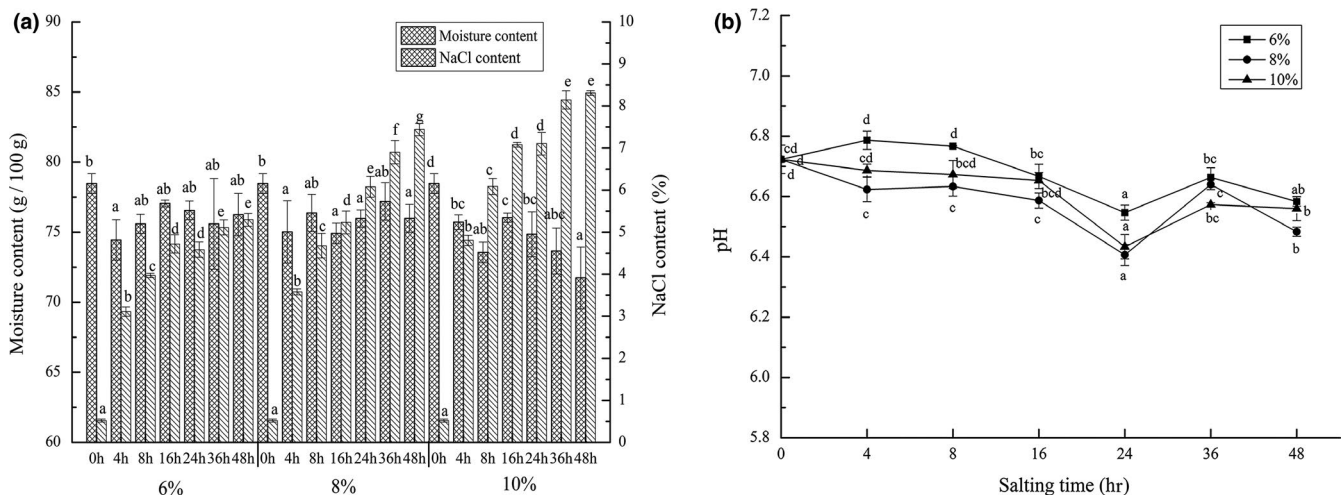 (a)
90
85
80
75
70
65
60
Moisture content (g / 100 g)
10
9
8
7
6
5
4
3
2
1
0
NaCl content (%)
Moisture content
NaCl content
b a a b ab c ab d ab d ab e ab e
b a a b ab c a d a e ab f a g
d a bc d ab c c d bc d abc e a e
0h 4h 8h 16h 24h 36h 48h 0h 4h 8h 16h 24h 36h 48h 0h 4h 8h 16h 24h 36h 48h
6% 8% 10%
(b)
7.2
7.0
6.8
6.6
6.4
6.2
6.0
5.8
pH
6%
8%
10%
cd d d bc a bc ab
d cd bcd bcd a c b
d c c c a bc b
0 4 8 16 24 36 48
Salting time (hr)